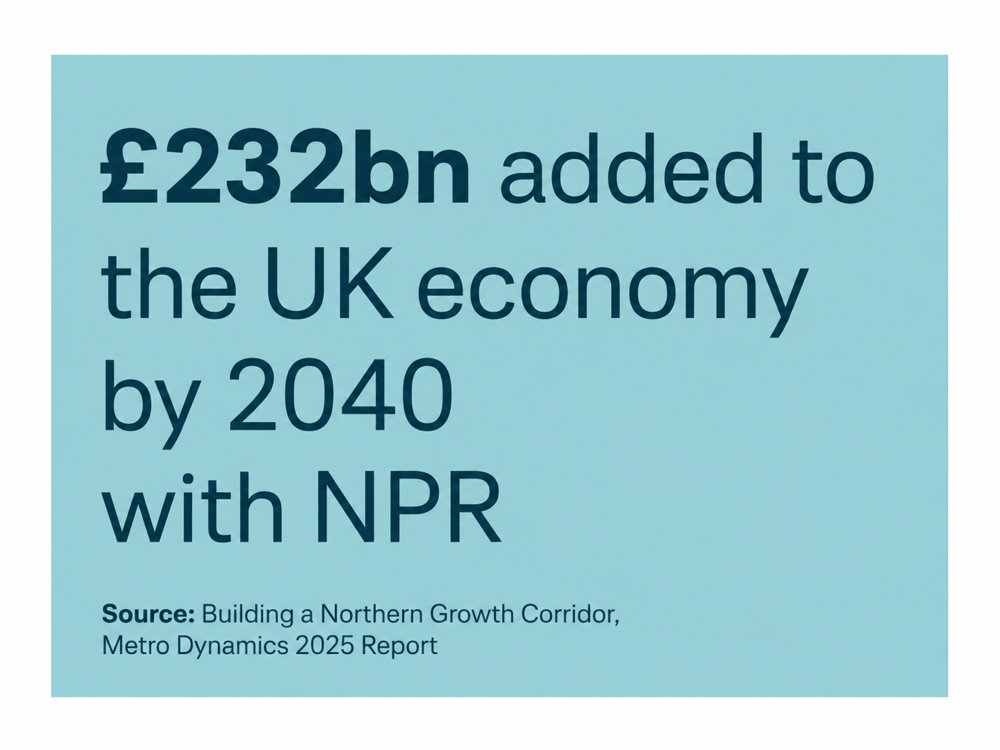 £232bn added to
the UK economy
by 2040
with NPR
Source: Building a Northern Growth Corridor,
Metro Dynamics 2025 Report